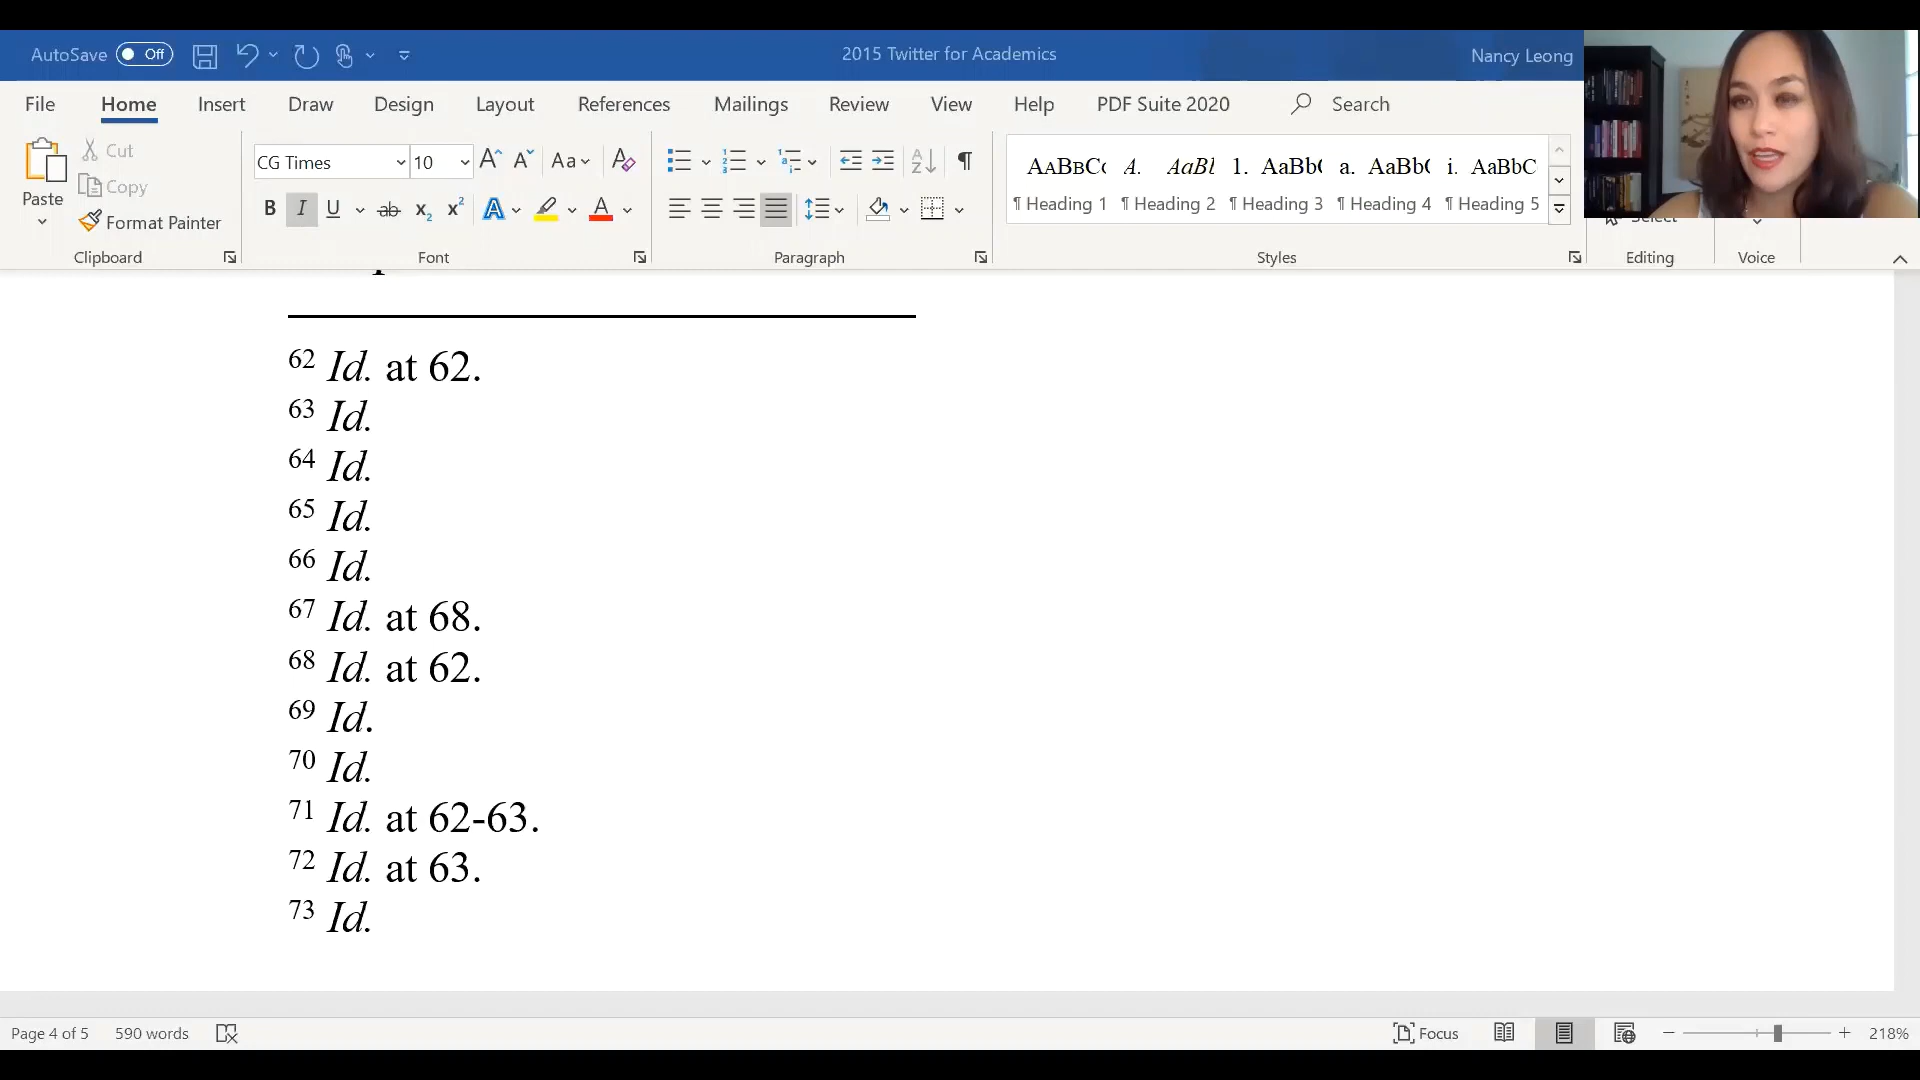 AutoSave Off 2015 Twitter for Academics Nancy Leong
File Home Insert Draw Design Layout References Mailings Review View Help PDF Suite 2020 Search
Paste
Cut
Copy
Format Painter
Clipboard
CG Times 10 Aa
B I U ab x2 x2 A A
Font
Paragraph
AABBCC A. AaBl 1. AaBb( a. AaBb( i. AaBbC
¶ Heading 1 ¶ Heading 2 ¶ Heading 3 ¶ Heading 4 ¶ Heading 5
Styles
Select
Editing
Voice
62 Id. at 62.
63 Id.
64 Id.
65 Id.
66 Id.
67 Id. at 68.
68 Id. at 62.
69 Id.
70 Id.
71 Id. at 62-63.
72 Id. at 63.
73 Id.
Page 4 of 5 590 words Focus 218%